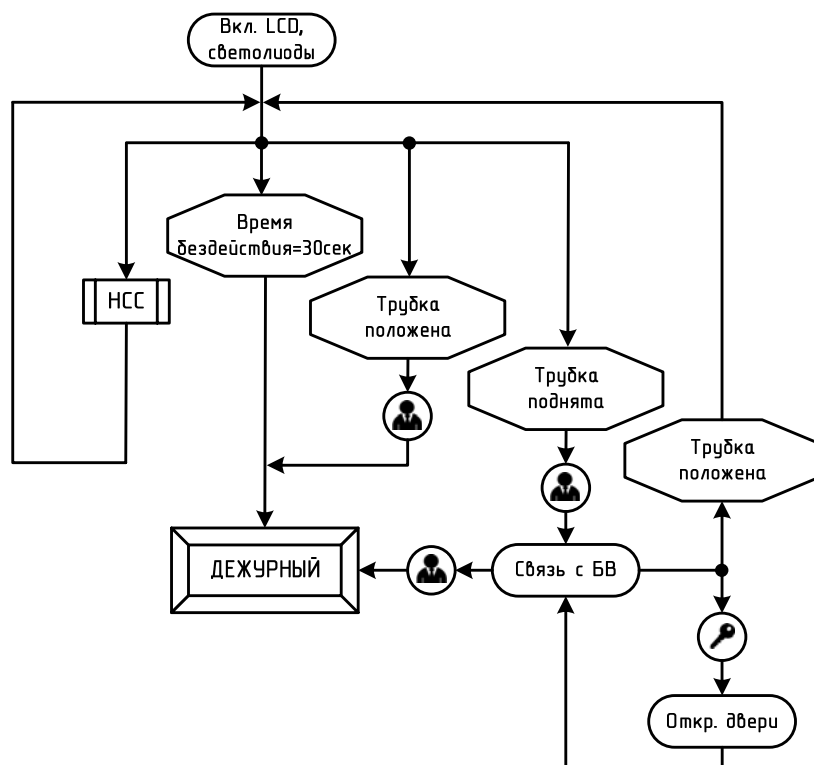 Вкл. LCD,
светолиоды
Время
бездействия=30сек
НСС
Трубка
положена
Трубка
поднята
Трубка
положена
ДЕЖУРНЫЙ
Связь с БВ
Откр. двери